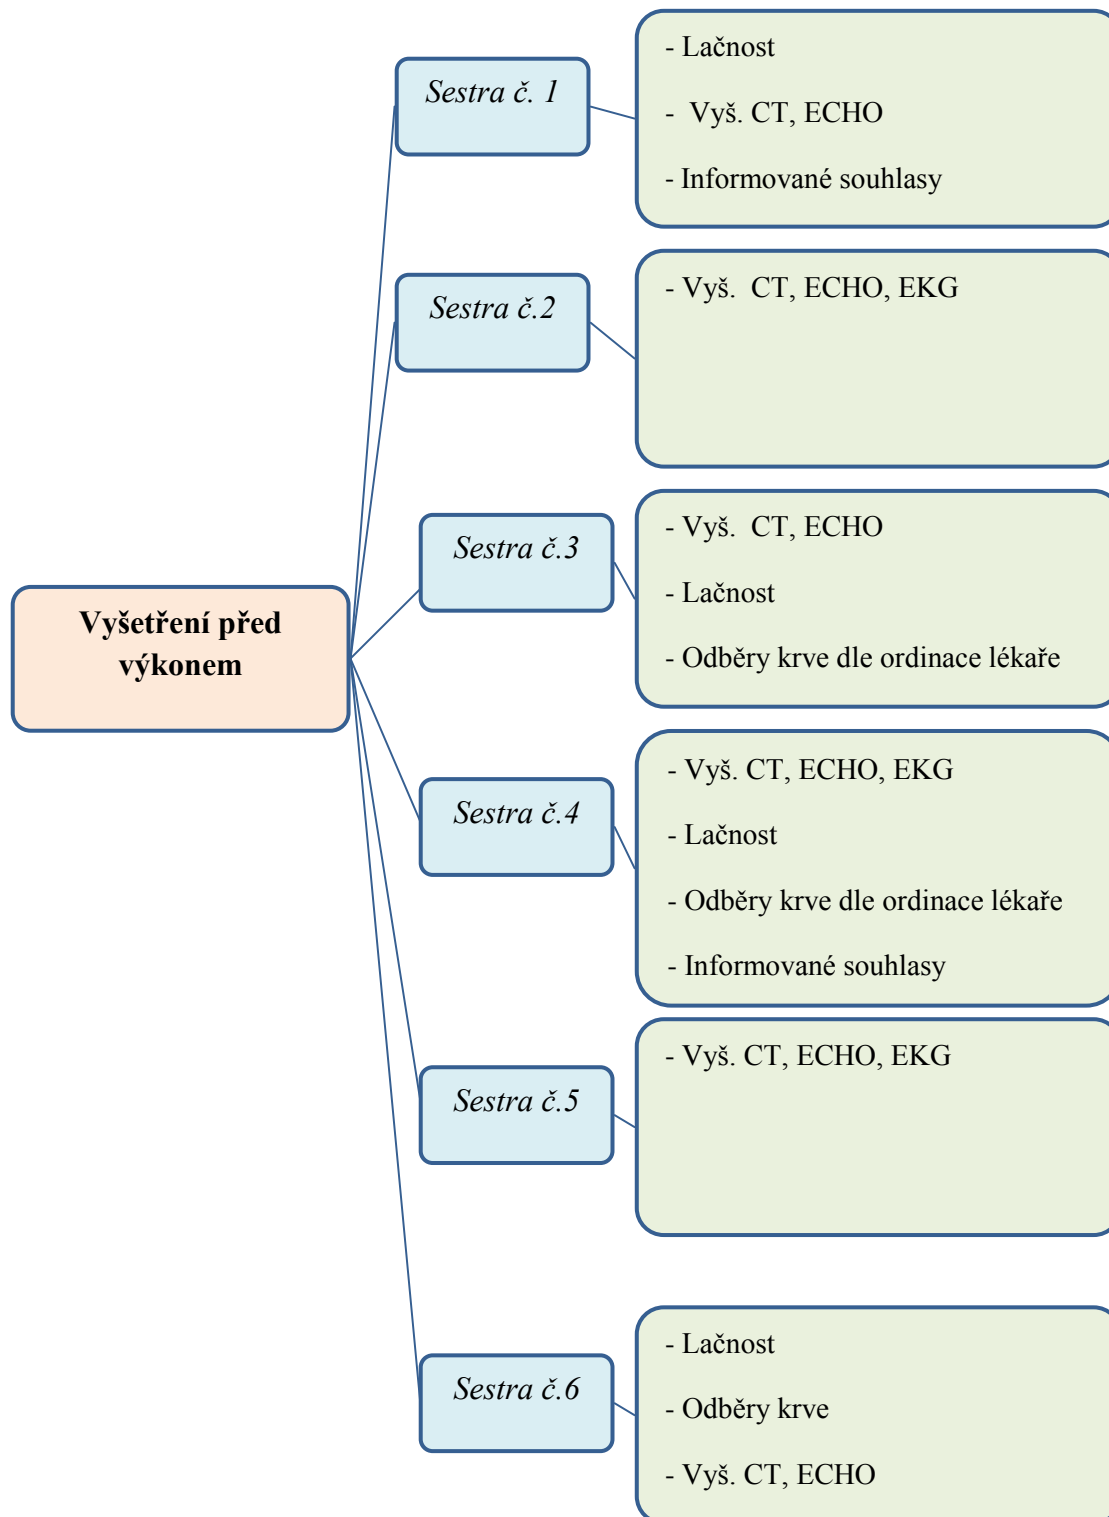 Sestra č. 1
- Lačnost
- Vyš. CT, ECHO
- Informované souhlasy
Sestra č.2
- Vyš. CT, ECHO, EKG
Sestra č.3
- Vyš. CT, ECHO
- Lačnost
- Odběry krve dle ordinace lékaře
Vyšetření před
výkonem
Sestra č.4
- Vyš. CT, ECHO, EKG
- Lačnost
- Odběry krve dle ordinace lékaře
- Informované souhlasy
Sestra č.5
- Vyš. CT, ECHO, EKG
Sestra č.6
- Lačnost
- Odběry krve
- Vyš. CT, ECHO